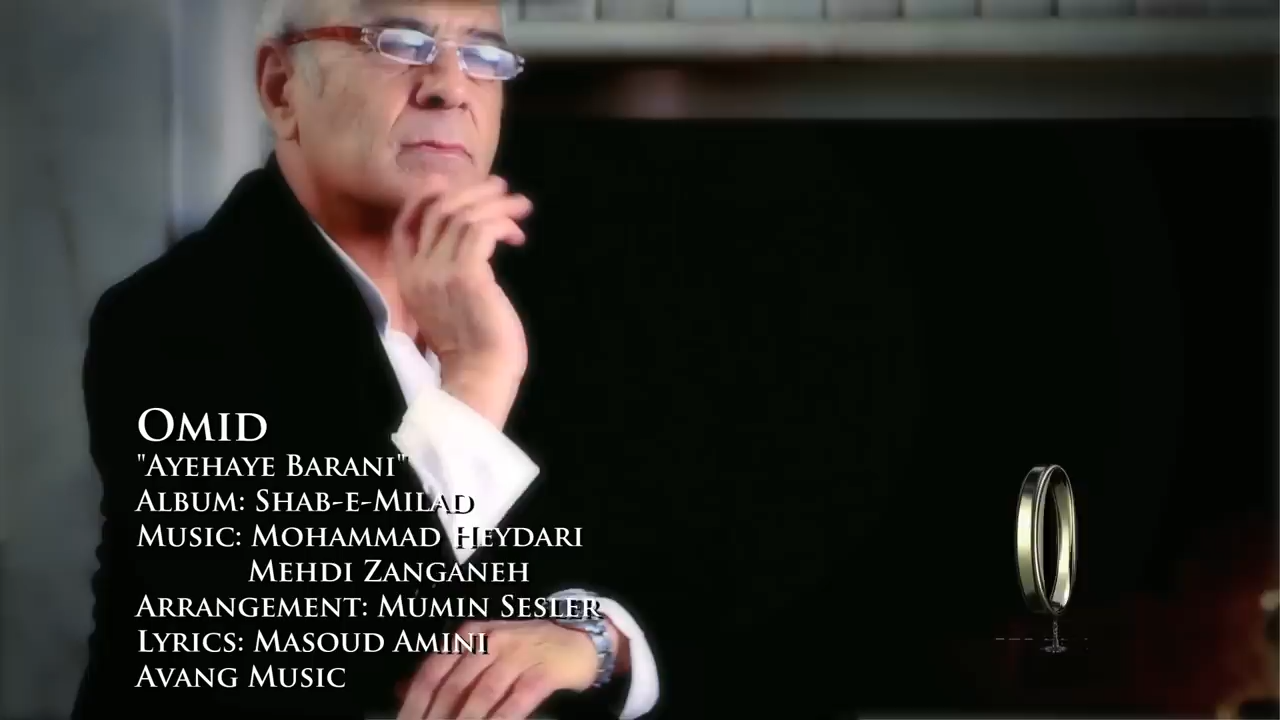 OMID
"AYEHAYE BARANI"
ALBUM: SHAB-E-MILAD
MUSIC: MOHAMMAD HEYDARI
MEHDI ZANGANEH
ARRANGEMENT: MUMIN SESLER
LYRICS: MASOUD AMINI
AVANG MUSIC